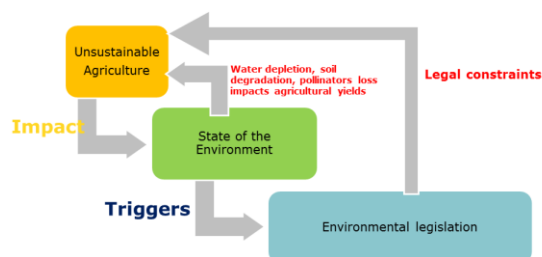 Unsustainable
Agriculture
Water depletion, soil
degradation, pollinators loss
impacts agricultural yields
Legal constraints
Impact
State of the
Environment
Triggers
Environmental legislation